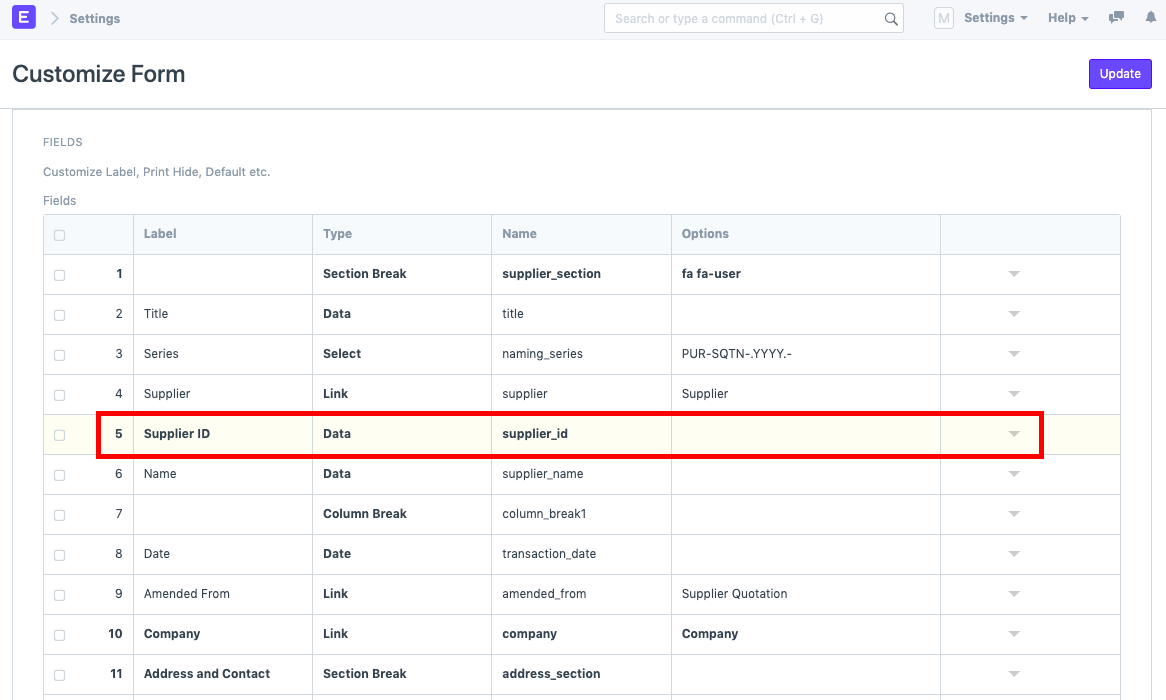 E Settings Search or type a command (Ctrl + G) M Settings Help
Customize Form Update
FIELDS
Customize Label, Print Hide, Default etc.
Fields
Label Type Name Options
1 Section Break supplier_section fa fa-user
2 Title Data title
3 Series Select naming_series PUR-SQTN-.YYYY.-
4 Supplier Link supplier Supplier
5 Supplier ID Data supplier_id
6 Name Data supplier_name
7 Column Break column_break1
8 Date Date transaction_date
9 Amended From Link amended_from Supplier Quotation
10 Company Link company Company
11 Address and Contact Section Break address_section